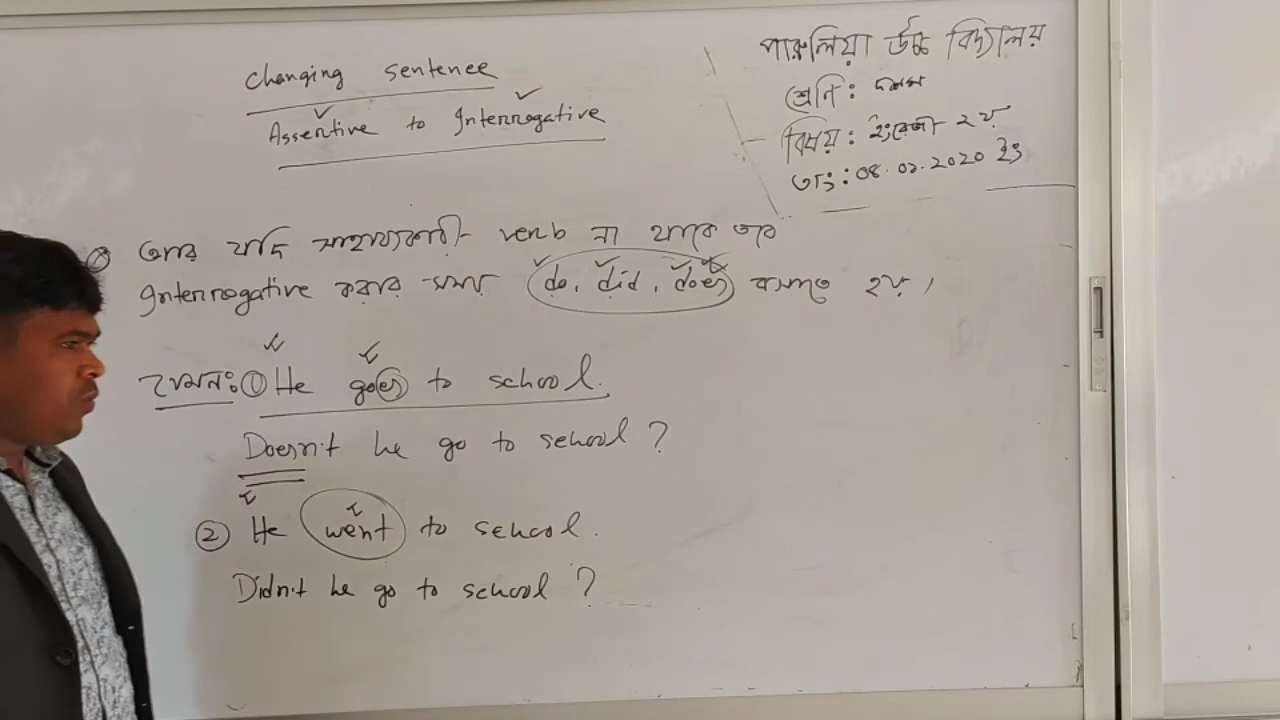 Changing sentence
Assertive to Interrogative
পারুলিয়া উচ্চ বিদ্যালয়
শ্রেণি: দশম
বিষয়: ইংরেজী ২য়
তাং: 08.02.2020 ইং
আর যদি সাহায্যকারী verb না থাকে তবে
Interrogative করার সময় do, did, does বসাতে হয়।
যেমন: ① He goes to school.
Doesn't he go to school ?
② He went to school.
Didn't he go to school ?